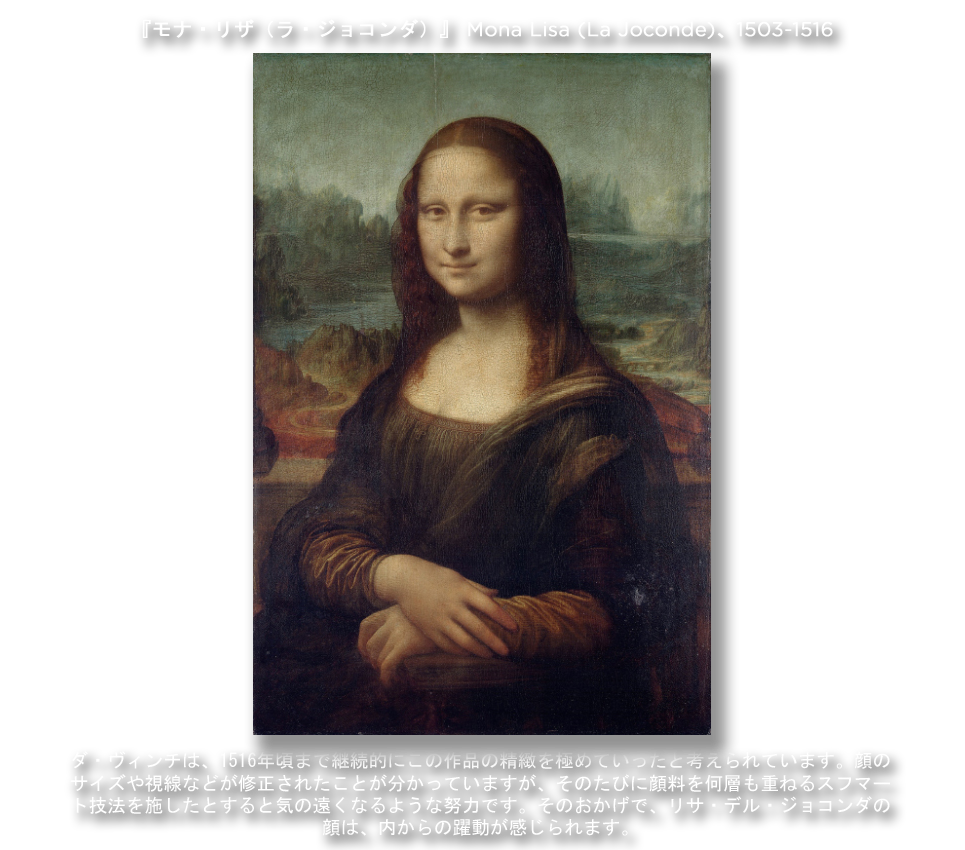 『モナ・リザ（ラ・ジョコンダ）』 Mona Lisa (La Joconde)、1503-1516
ダ・ヴィンチは、1516年頃まで継続的にこの作品の精緻を極めていったと考えられています。顔の
サイズや視線などが修正されたことが分かっていますが、そのたびに顔料を何層も重ねるスフマー
ト技法を施したとすると気の遠くなるような努力です。そのおかげで、リサ・デル・ジョコンダの
顔は、内からの躍動が感じられます。